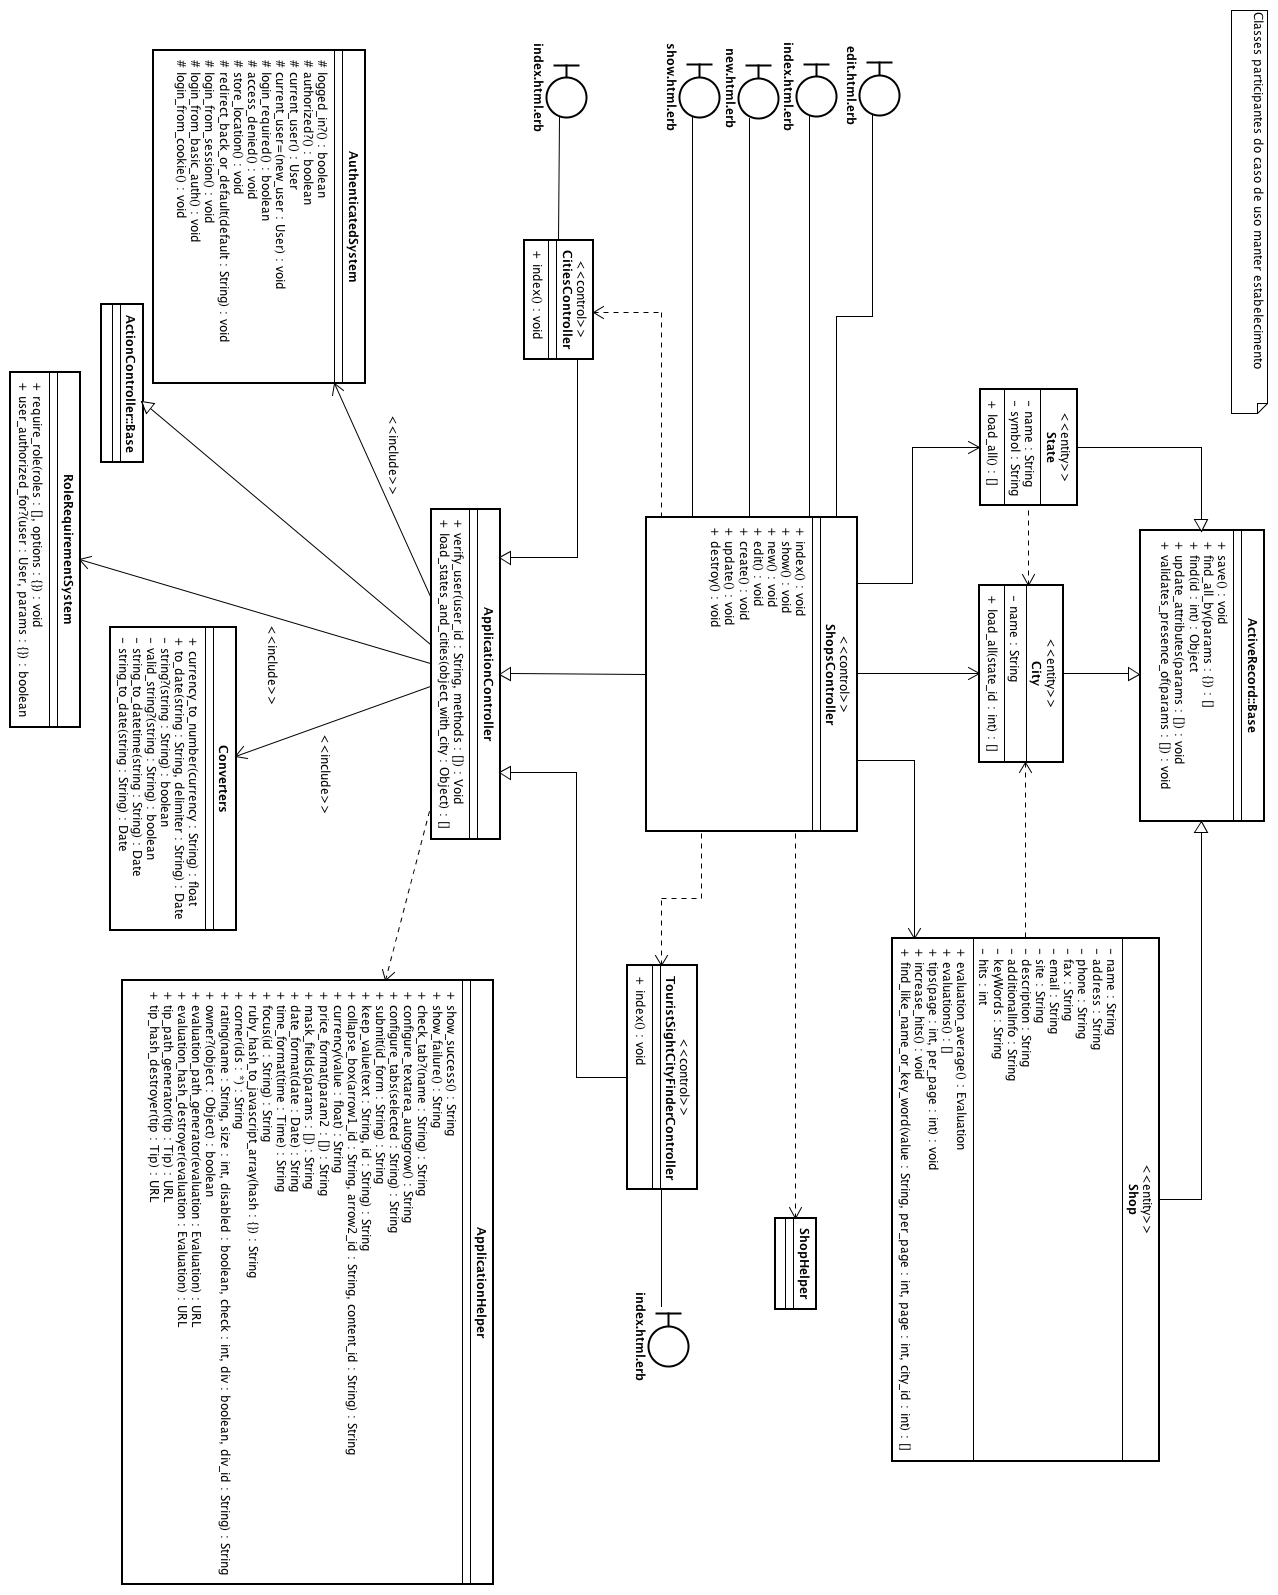 Classes participantes do caso de uso manter estabelecimento
ActiveRecord::Base
+ save() : void
+ find_all_by(params : {}) : []
+ find(id : int) : Object
+ update_attributes(params : []) : void
+ validates_presence_of(params : []) : void
<<entity>>
State
- name : String
- symbol : String
+ load_all() : []
<<entity>>
City
- name : String
+ load_all(state_id : int) : []
<<entity>>
Shop
- name : String
- address : String
- phone : String
- fax : String
- email : String
- site : String
- description : String
- additionalInfo : String
- keyWords : String
- hits : int
+ evaluation_average() : Evaluation
+ evaluations() : []
+ tips(page : int, per_page : int) : void
+ increase_hits() : void
+ find_like_name_or_key_word(value : String, per_page : int, page : int, city_id : int) : []
edit.html.erb
index.html.erb
new.html.erb
show.html.erb
index.html.erb
<<control>>
ShopsController
+ index() : void
+ show() : void
+ new() : void
+ edit() : void
+ create() : void
+ update() : void
+ destroy() : void
ShopHelper
<<control>>
CitiesController
+ index() : void
<<control>>
TouristSightCityFinderController
+ index() : void
index.html.erb
ApplicationController
+ verify_user(user_id : String, methods : []) : Void
+ load_states_and_cities(object_with_city : Object) : []
<<include>>
<<include>>
<<include>>
AuthenticatedSystem
# logged_in?() : boolean
# authorized?() : boolean
# current_user() : User
# current_user=(new_user : User) : void
# login_required() : boolean
# access_denied() : void
# store_location() : void
# redirect_back_or_default(default : String) : void
# login_from_session() : void
# login_from_basic_auth() : void
# login_from_cookie() : void
ActionController::Base
RoleRequirementSystem
+ require_role(roles : [], options : {}) : void
+ user_authorized_for?(user : User, params : {}) : boolean
Converters
+ currency_to_number(currency : String) : float
+ to_date(string : String, delimiter : String) : Date
- string?(string : String) : boolean
- valid_string?(string : String) : boolean
- string_to_datetime(string : String) : Date
- string_to_date(string : String) : Date
ApplicationHelper
+ show_success() : String
+ show_failure() : String
+ check_tab?(name : String) : String
+ configure_textarea_autogrow() : String
+ configure_tabs(selected : String) : String
+ submit(id_form : String) : String
+ keep_value(text : String, id : String) : String
+ collapse_box(arrow1_id : String, arrow2_id : String, content_id : String) : String
+ currency(value : float) : String
+ price_format(param2 : []) : String
+ mask_fields(params : []) : String
+ date_format(date : Date) : String
+ time_format(time : Time) : String
+ focus(id : String) : String
+ ruby_hash_to_javascript_array(hash : {}) : String
+ corner(ids : *) : String
+ rating(name : String, size : int, disabled : boolean, check : int, div : boolean, div_id : String) : String
+ owner?(object : Object) : boolean
+ evaluation_path_generator(evaluation : Evaluation) : URL
+ evaluation_hash_destroyer(evaluation : Evaluation) : URL
+ tip_path_generator(tip : Tip) : URL
+ tip_hash_destroyer(tip : Tip) : URL